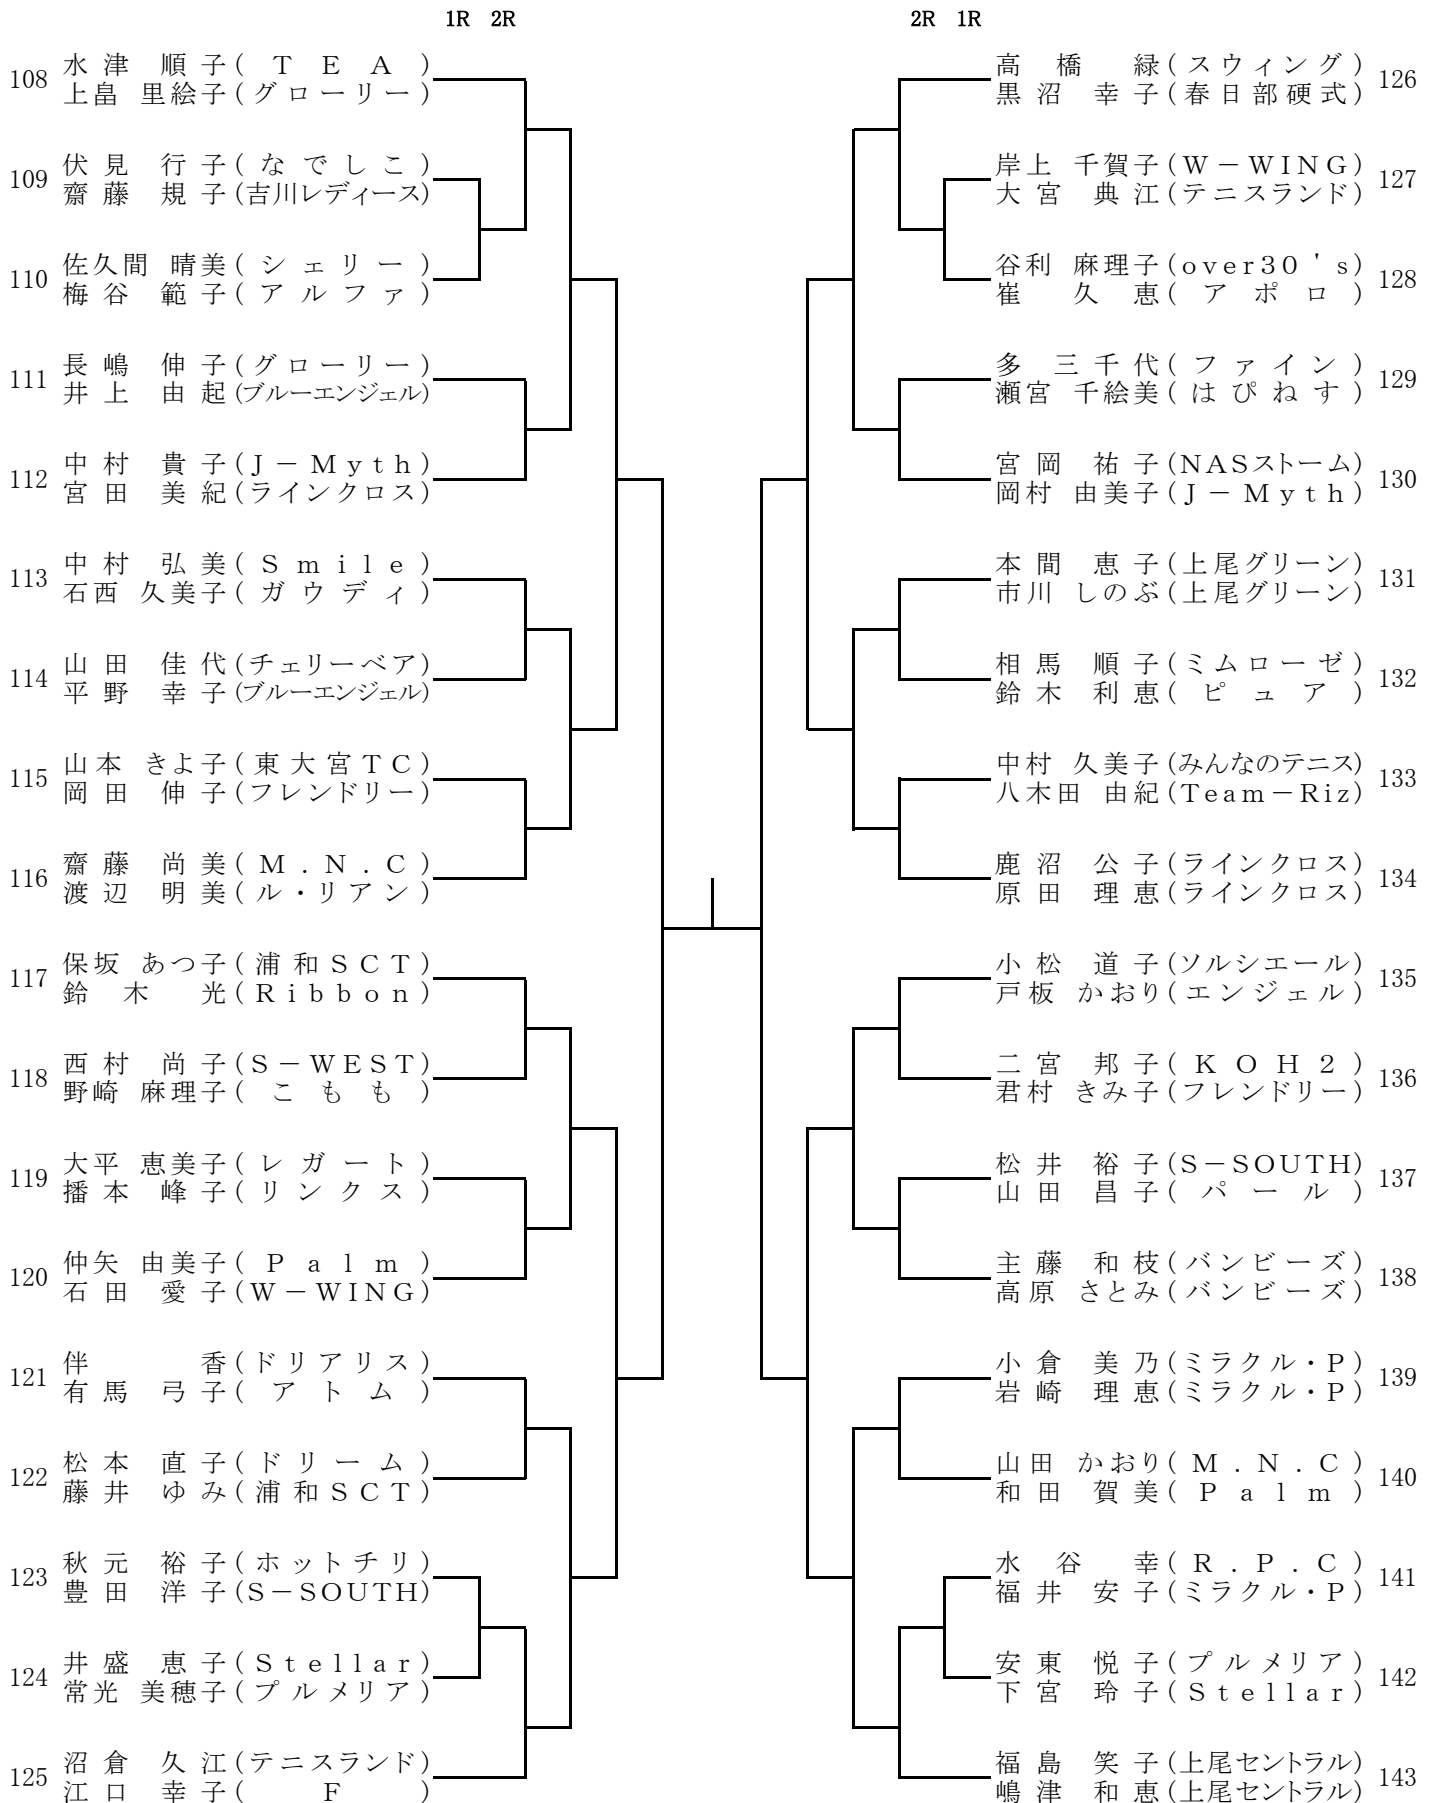 1R 2R
108 水津 順子(TEA)
上畠 里絵子(グローリー)
109 伏見 行子(なでしこ)
齋藤 規子(吉川レディース)
110 佐久間 晴美(シェリー)
梅谷 範子(アルファ)
111 長嶋 伸子(グローリー)
井上 由起(ブルーエンジェル)
112 中村 貴子(J－Myth)
宮田 美紀(ラインクロス)
113 中村 弘美(Smile)
石西 久美子(ガウディ)
114 山田 佳代(チェリーベア)
平野 幸子(ブルーエンジェル)
115 山本 きよ子(東大宮TC)
岡田 伸子(フレンドリー)
116 齋藤 尚美(M.N.C)
渡辺 明美(ル・リアン)
117 保坂 あつ子(浦和SCT)
鈴木 光(Ribbon)
118 西村 尚子(S－WEST)
野崎 麻理子(こもも)
119 大平 恵美子(レガート)
播本 峰子(リンクス)
120 仲矢 由美子(Palm)
石田 愛子(W－WING)
121 伴 香(ドリアリス)
有馬 弓子(アトム)
122 松本 直子(ドリーム)
藤井 ゆみ(浦和SCT)
123 秋元 裕子(ホットチリ)
豊田 洋子(S－SOUTH)
124 井盛 恵子(Stellar)
常光 美穂子(プルメリア)
125 沼倉 久江(テニスランド)
江口 幸子(F)
2R 1R
高橋 緑(スウィング) 126
黒沼 幸子(春日部硬式)
岸上 千賀子(W－WING) 127
大宮 典江(テニスランド)
谷利 麻理子(over30's) 128
崔 久恵(アポロ)
多 三千代(ファイン) 129
瀬宮 千絵美(はぴねす)
宮岡 祐子(NASストーム) 130
岡村 由美子(J－Myth)
本間 恵子(上尾グリーン) 131
市川 しのぶ(上尾グリーン)
相馬 順子(ミムローゼ) 132
鈴木 利恵(ピュア)
中村 久美子(みんなのテニス) 133
八木田 由紀(Team－Riz)
鹿沼 公子(ラインクロス) 134
原田 理恵(ラインクロス)
小松 道子(ソルシエール) 135
戸板 かおり(エンジェル)
二宮 邦子(KOH2) 136
君村 きみ子(フレンドリー)
松井 裕子(S－SOUTH) 137
山田 昌子(パール)
主藤 和枝(バンビーズ) 138
高原 さとみ(バンビーズ)
小倉 美乃(ミラクル・P) 139
岩崎 理恵(ミラクル・P)
山田 かおり(M.N.C) 140
和田 賀美(Palm)
水谷 幸(R.P.C) 141
福井 安子(ミラクル・P)
安東 悦子(プルメリア) 142
下宮 玲子(Stellar)
福島 笑子(上尾セントラル) 143
嶋津 和恵(上尾セントラル)